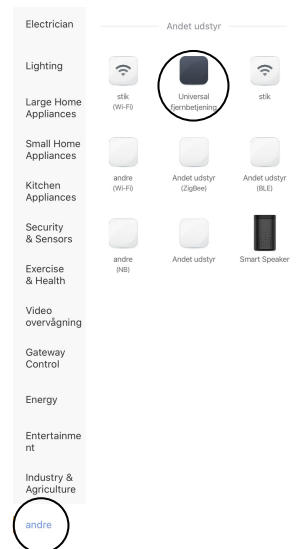 Electrician
Lighting
Large Home
Appliances
Small Home
Appliances
Kitchen
Appliances
Security
& Sensors
Exercise
& Health
Video
overvågning
Gateway
Control
Energy
Entertainme
nt
Industry &
Agriculture
andre
Andet udstyr
stik
(Wi-Fi)
Universal
fjernbetjening
stik
andre
(Wi-Fi)
Andet udstyr
(ZigBee)
Andet udstyr
(BLE)
andre
(NB)
Andet udstyr
Smart Speaker